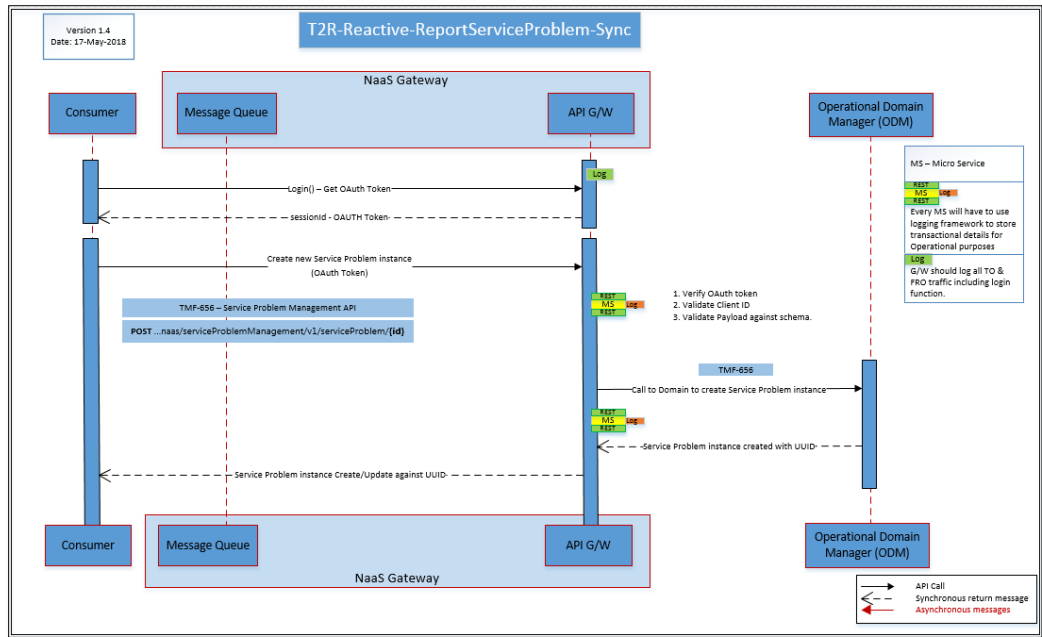 Version 1.4
Date: 17-May-2018
T2R-Reactive-ReportServiceProblem-Sync
NaaS Gateway
Consumer
Message Queue
API G/W
Operational Domain
Manager (ODM)
Log
Login() – Get OAuth Token
sessionId - OAUTH Token
MS – Micro Service
REST
MS
Log
REST
Every MS will have to use
logging framework to store
transactional details for
Operational purposes
Log
G/W should log all TO &
FRO traffic including login
function.
Create new Service Problem instance
(OAuth Token)
TMF-656 – Service Problem Management API
POST ...naas/serviceProblemManagement/v1/serviceProblem/{id}
REST
MS
Log
REST
1. Verify OAuth token
2. Validate Client ID
3. Validate Payload against schema.
TMF-656
Call to Domain to create Service Problem instance
REST
MS
Log
REST
Service Problem instance created with UUID
Service Problem instance Create/Update against UUID
Consumer
Message Queue
API G/W
Operational Domain
Manager (ODM)
NaaS Gateway
API Call
Synchronous return message
Asynchronous messages